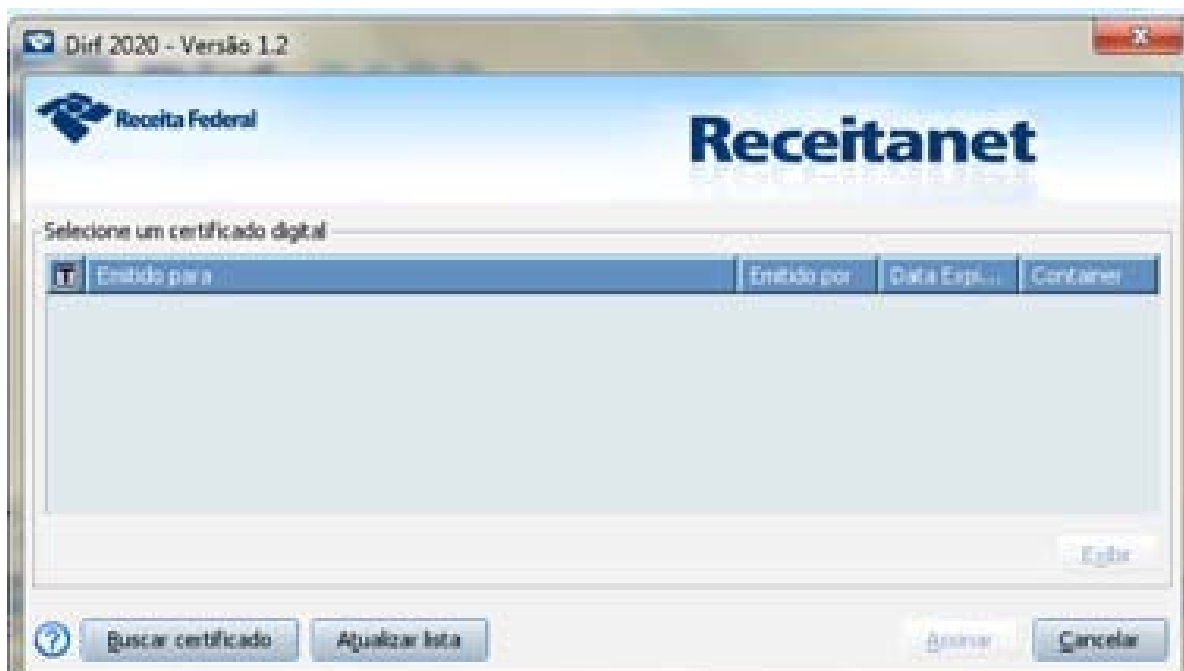 Dirf 2020 - Versão 1.2
Receita Federal
Receitanet
Selecione um certificado digital
T Emitido para Emitido por Data Expi... Container
Exibir
? Buscar certificado Atualizar lista Assinar Cancelar